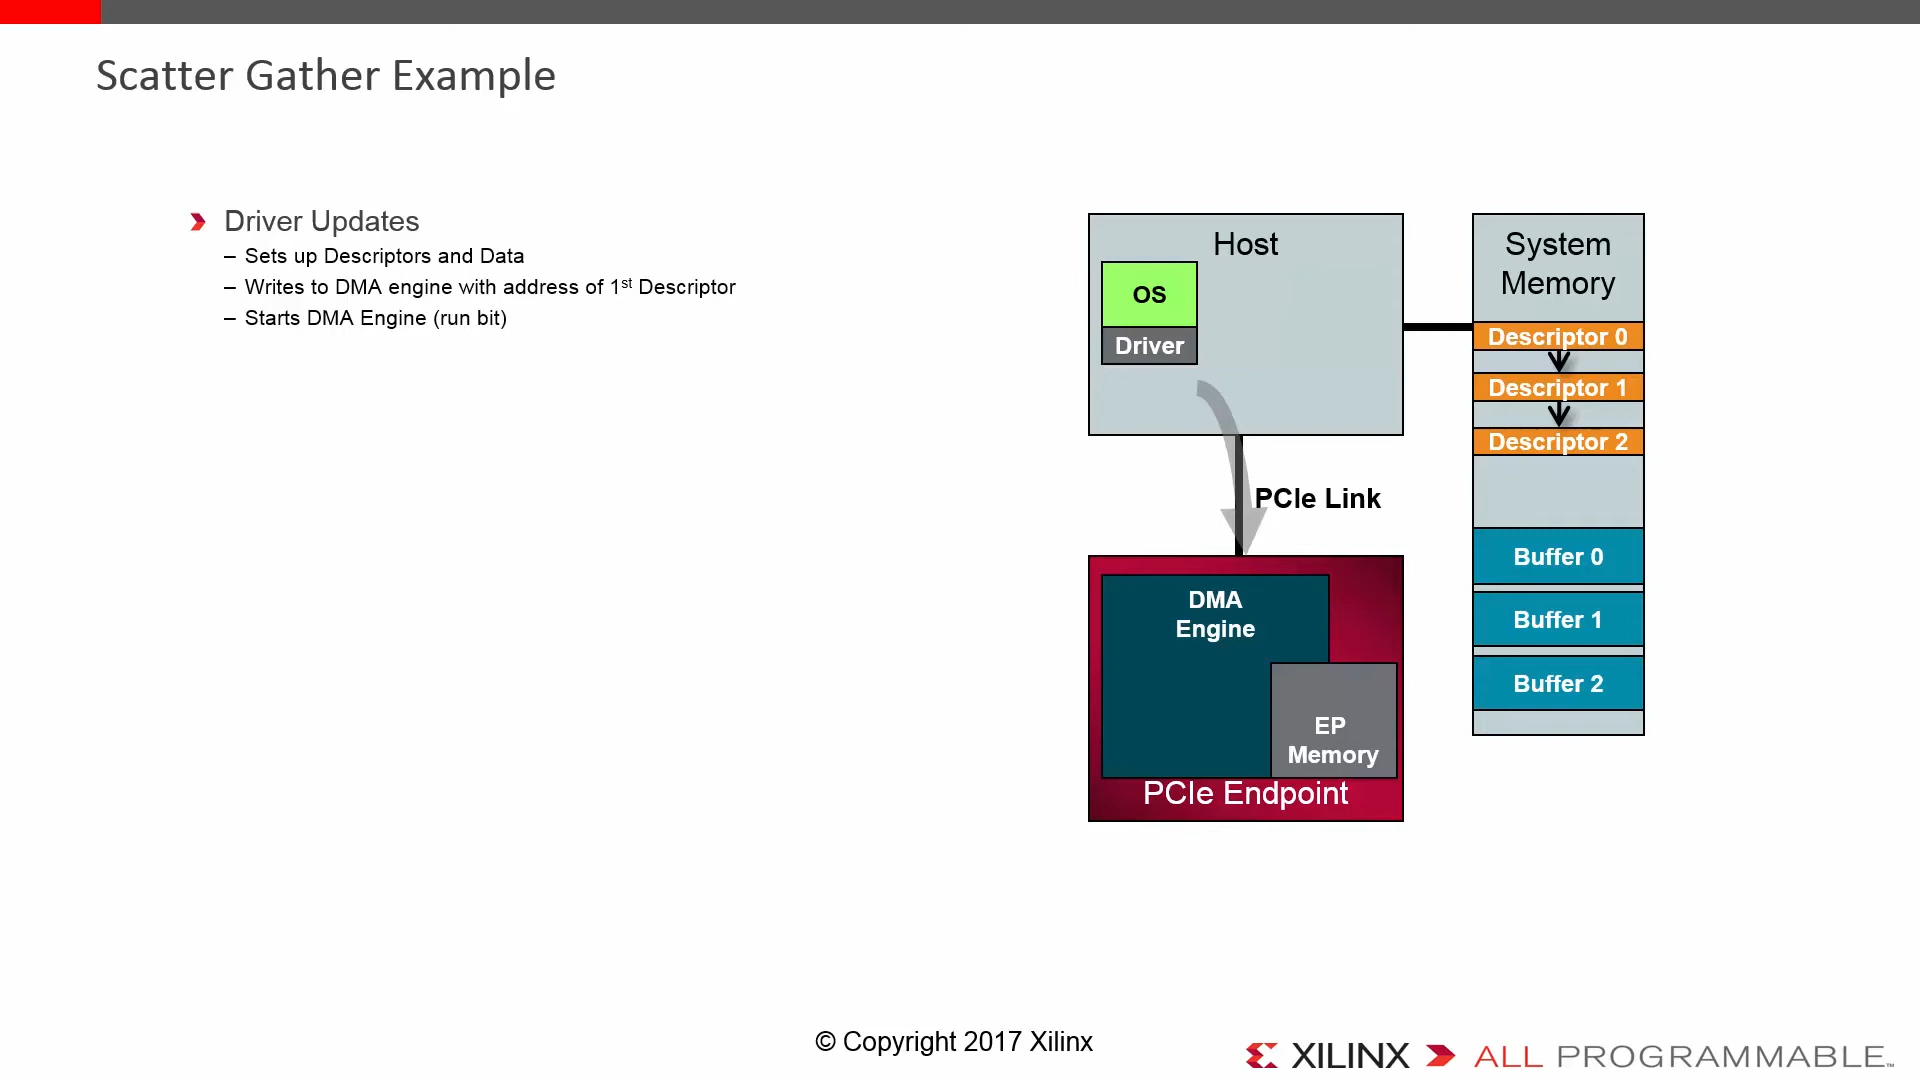 Scatter Gather Example
Driver Updates
– Sets up Descriptors and Data
– Writes to DMA engine with address of 1st Descriptor
– Starts DMA Engine (run bit)
Host
OS
Driver
PCIe Link
DMA
Engine
EP
Memory
PCIe Endpoint
System
Memory
Descriptor 0
Descriptor 1
Descriptor 2
Buffer 0
Buffer 1
Buffer 2
© Copyright 2017 Xilinx
XILINX ALL PROGRAMMABLE™